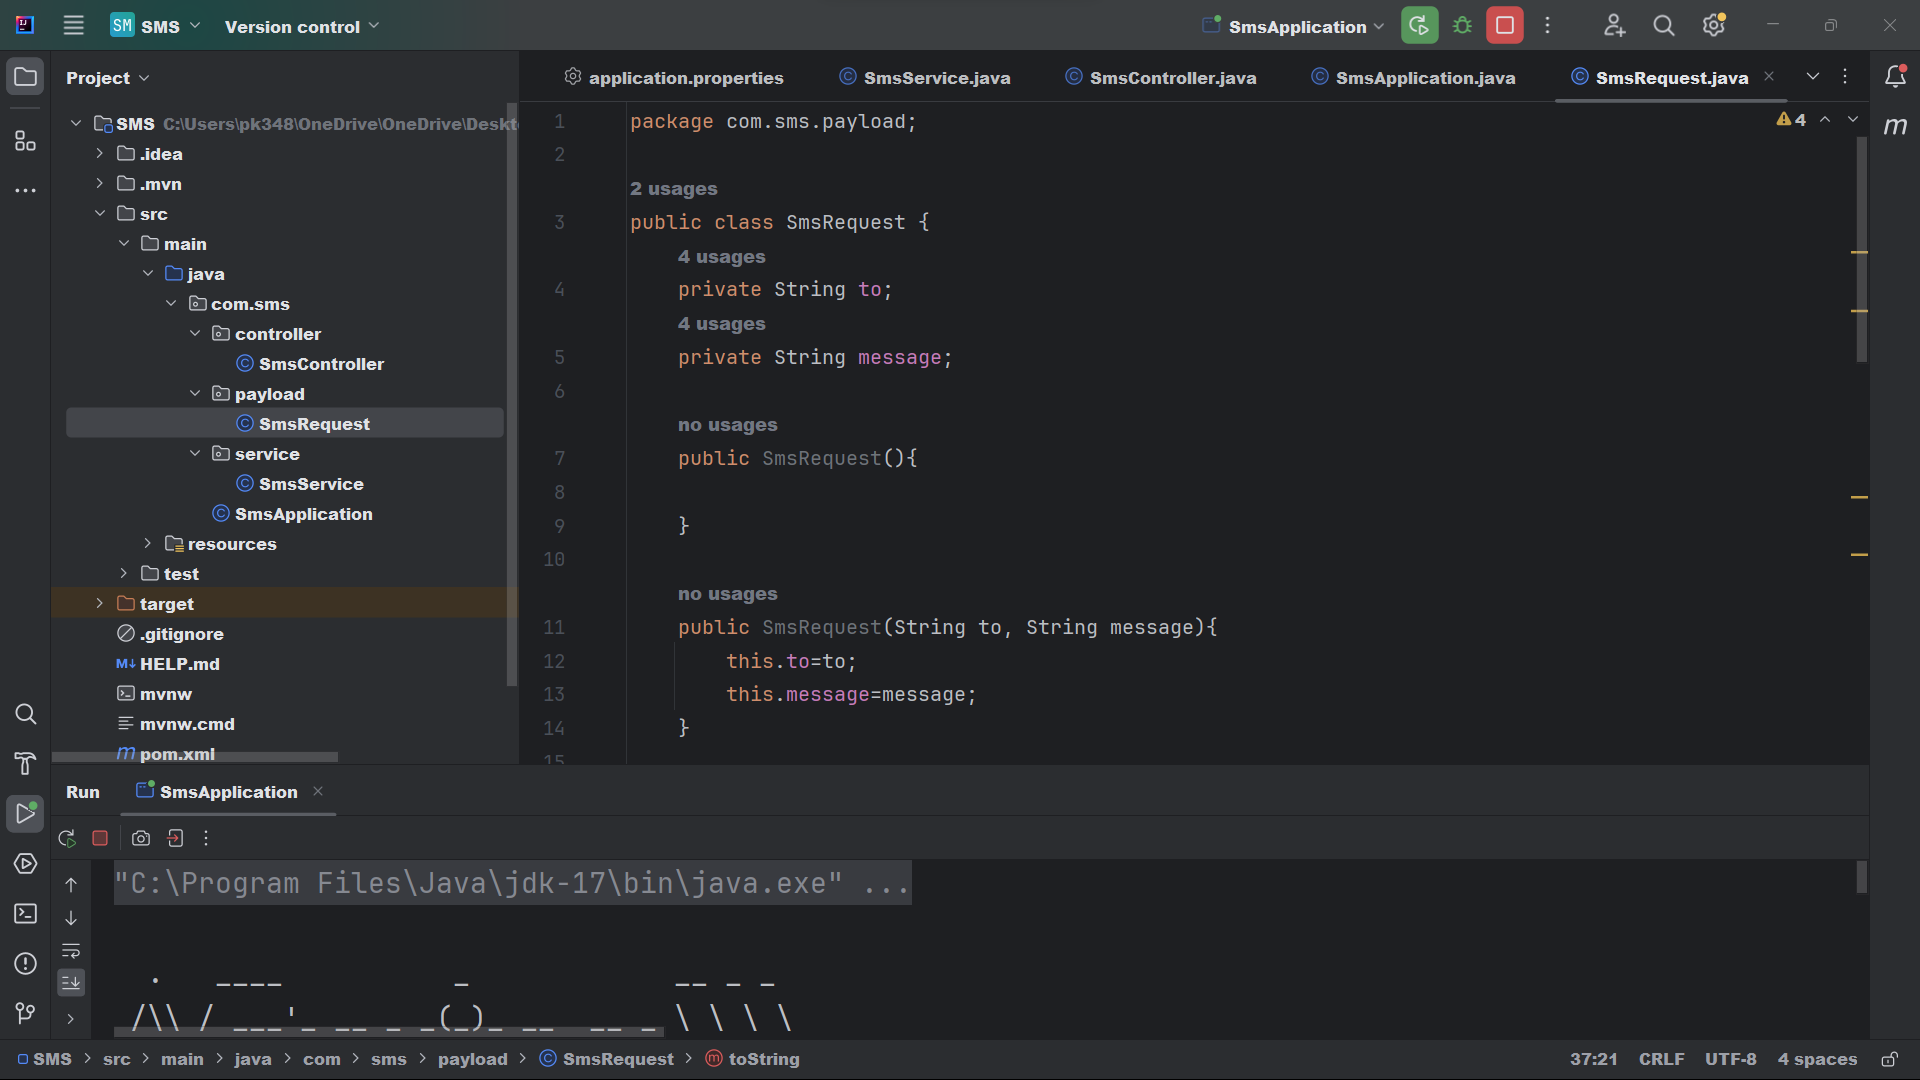 SM SMS Version control SmsApplication
Project
application.properties SmsService.java SmsController.java SmsApplication.java SmsRequest.java
SMS C:\Users\pk348\OneDrive\OneDrive\Deskt
.idea
.mvn
src
main
java
com.sms
controller
SmsController
payload
SmsRequest
service
SmsService
SmsApplication
resources
test
target
.gitignore
M↓ HELP.md
mvnw
mvnw.cmd
m pom.xml
4
m
1 package com.sms.payload;
2
2 usages
3 public class SmsRequest {
4 usages
4 private String to;
4 usages
5 private String message;
6
no usages
7 public SmsRequest(){
8
9 }
10
no usages
11 public SmsRequest(String to, String message){
12 this.to=to;
13 this.message=message;
14 }
15
Run SmsApplication
"C:\Program Files\Java\jdk-17\bin\java.exe" ...
.   ____          _            __ _ _
/\\ / ___'_ __ _ _(_)_ __  __ _ \ \ \ \
SMS > src > main > java > com > sms > payload > SmsRequest > toString
37:21 CRLF UTF-8 4 spaces